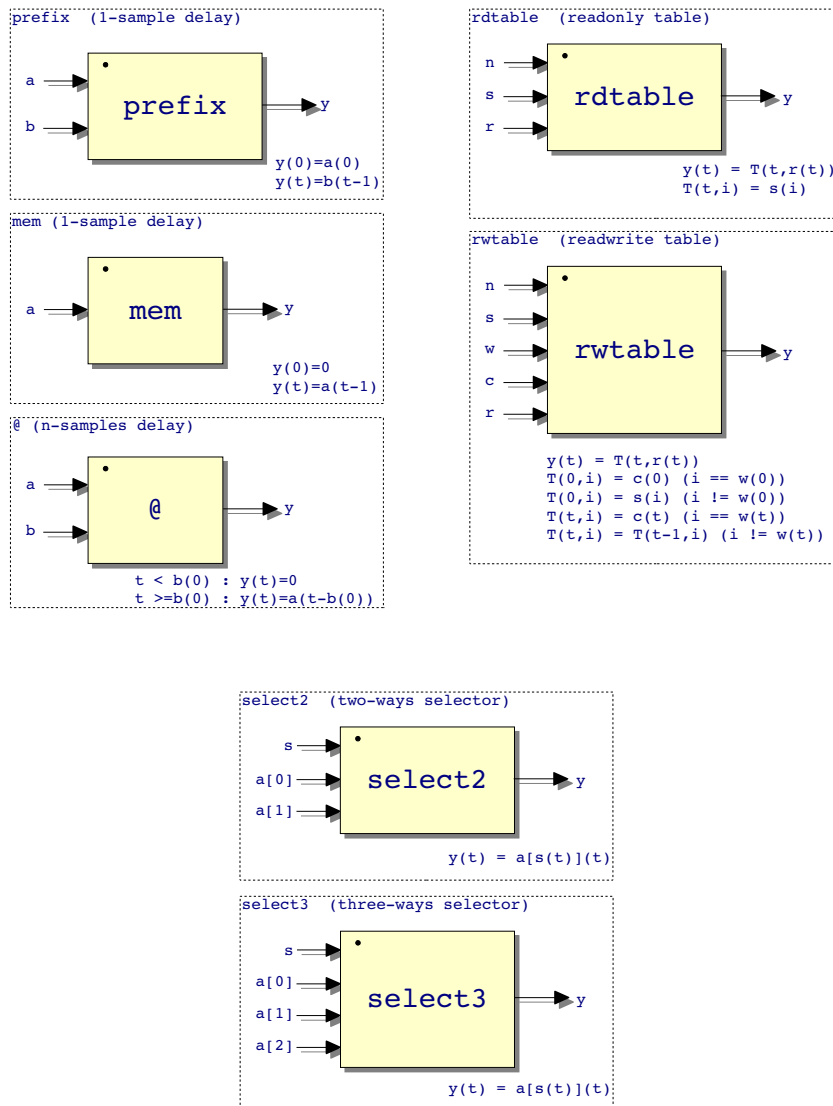 prefix  (1-sample delay)
a
b
prefix
y
y(0)=a(0)
y(t)=b(t-1)
mem (1-sample delay)
a
mem
y
y(0)=0
y(t)=a(t-1)
@ (n-samples delay)
a
b
@
y
t < b(0) : y(t)=0
t >=b(0) : y(t)=a(t-b(0))
rdtable  (readonly table)
n
s
r
rdtable
y
y(t) = T(t,r(t))
T(t,i) = s(i)
rwtable  (readwrite table)
n
s
w
c
r
rwtable
y
y(t) = T(t,r(t))
T(0,i) = c(0) (i == w(0))
T(0,i) = s(i) (i != w(0))
T(t,i) = c(t) (i == w(t))
T(t,i) = T(t-1,i) (i != w(t))
select2  (two-ways selector)
s
a[0]
a[1]
select2
y
y(t) = a[s(t)](t)
select3  (three-ways selector)
s
a[0]
a[1]
a[2]
select3
y
y(t) = a[s(t)](t)